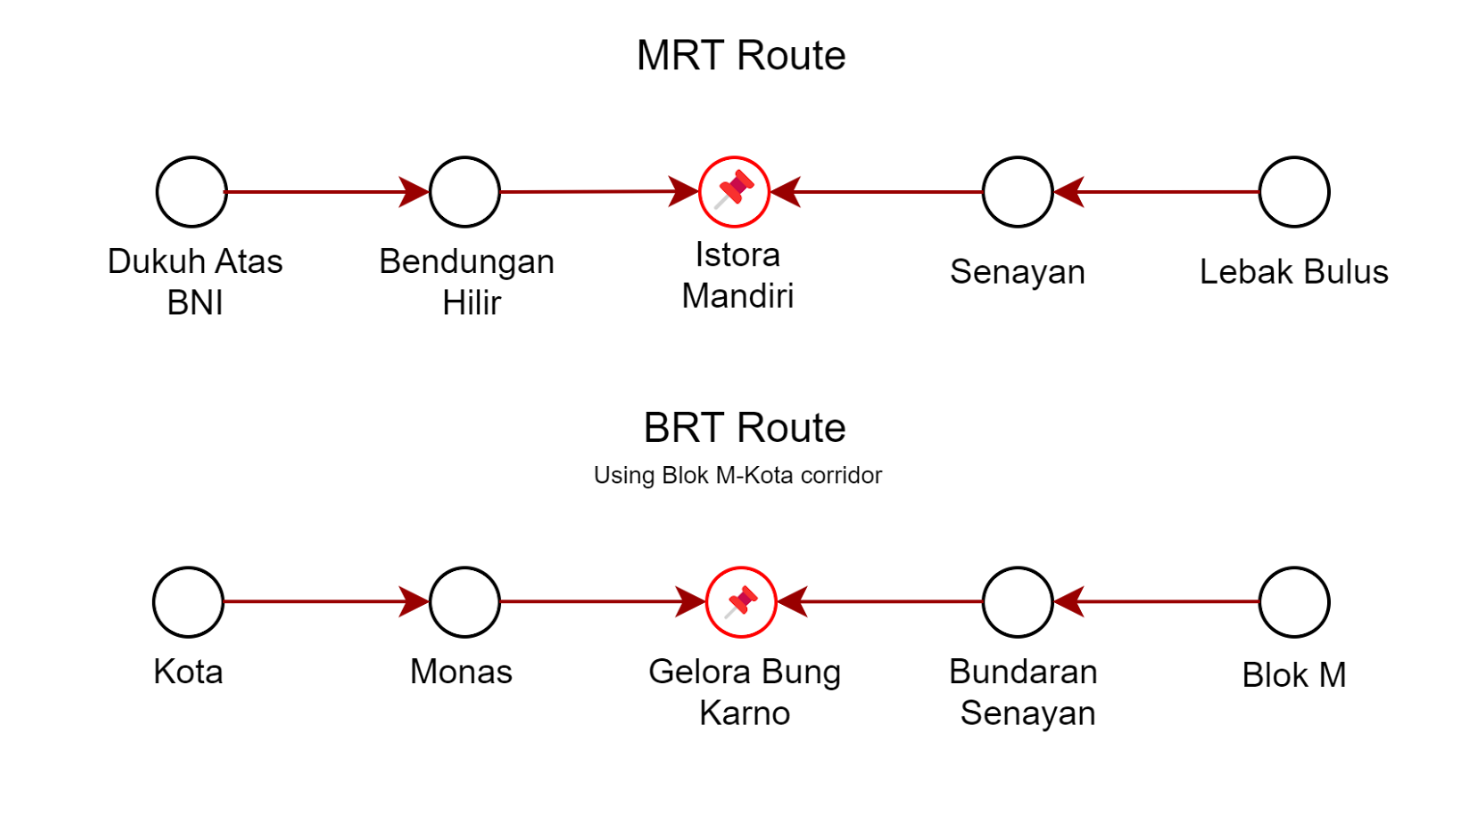 MRT Route
Dukuh Atas
BNI
Bendungan
Hilir
Istora
Mandiri
Senayan
Lebak Bulus
BRT Route
Using Blok M-Kota corridor
Kota
Monas
Gelora Bung
Karno
Bundaran
Senayan
Blok M